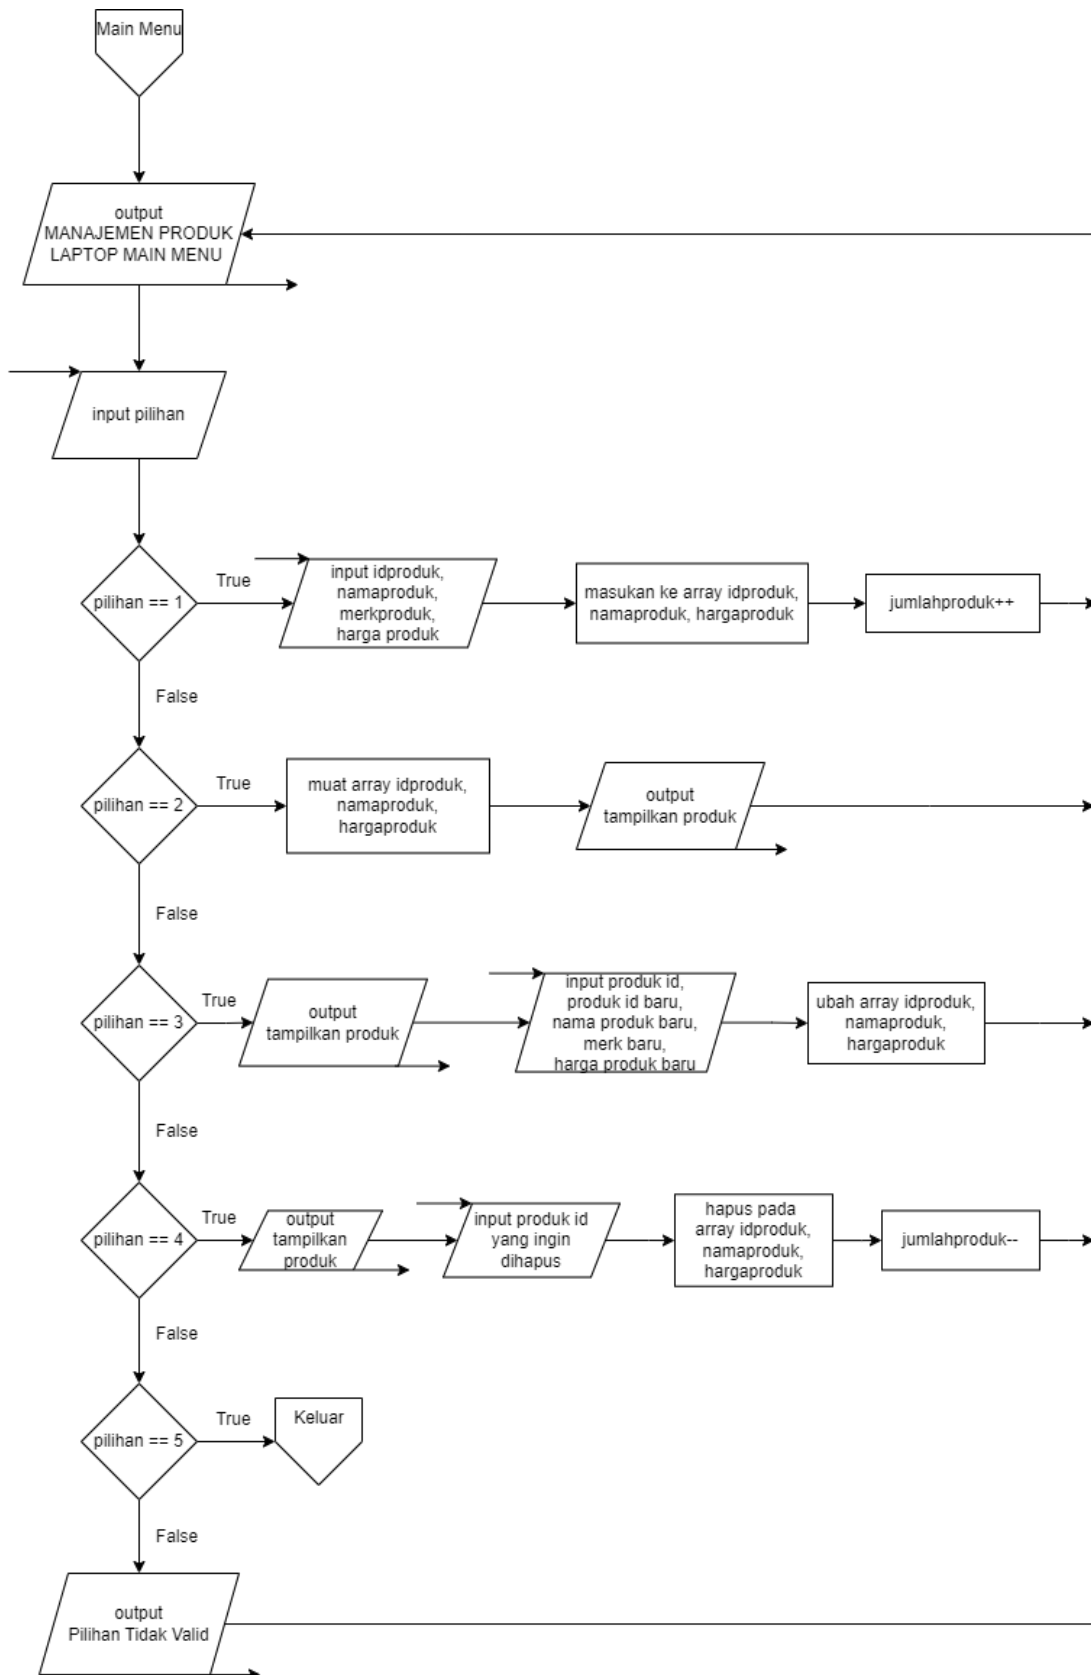 Main Menu
output
MANAJEMEN PRODUK
LAPTOP MAIN MENU
input pilihan
pilihan == 1
True
input idproduk,
namaproduk,
merkproduk,
harga produk
masukan ke array idproduk,
namaproduk, hargaproduk
jumlahproduk++
False
pilihan == 2
True
muat array idproduk,
namaproduk,
hargaproduk
output
tampilkan produk
False
pilihan == 3
True
output
tampilkan produk
input produk id,
produk id baru,
nama produk baru,
merk baru,
harga produk baru
ubah array idproduk,
namaproduk,
hargaproduk
False
pilihan == 4
True
output
tampilkan
produk
input produk id
yang ingin
dihapus
hapus pada
array idproduk,
namaproduk,
hargaproduk
jumlahproduk--
False
pilihan == 5
True
Keluar
False
output
Pilihan Tidak Valid